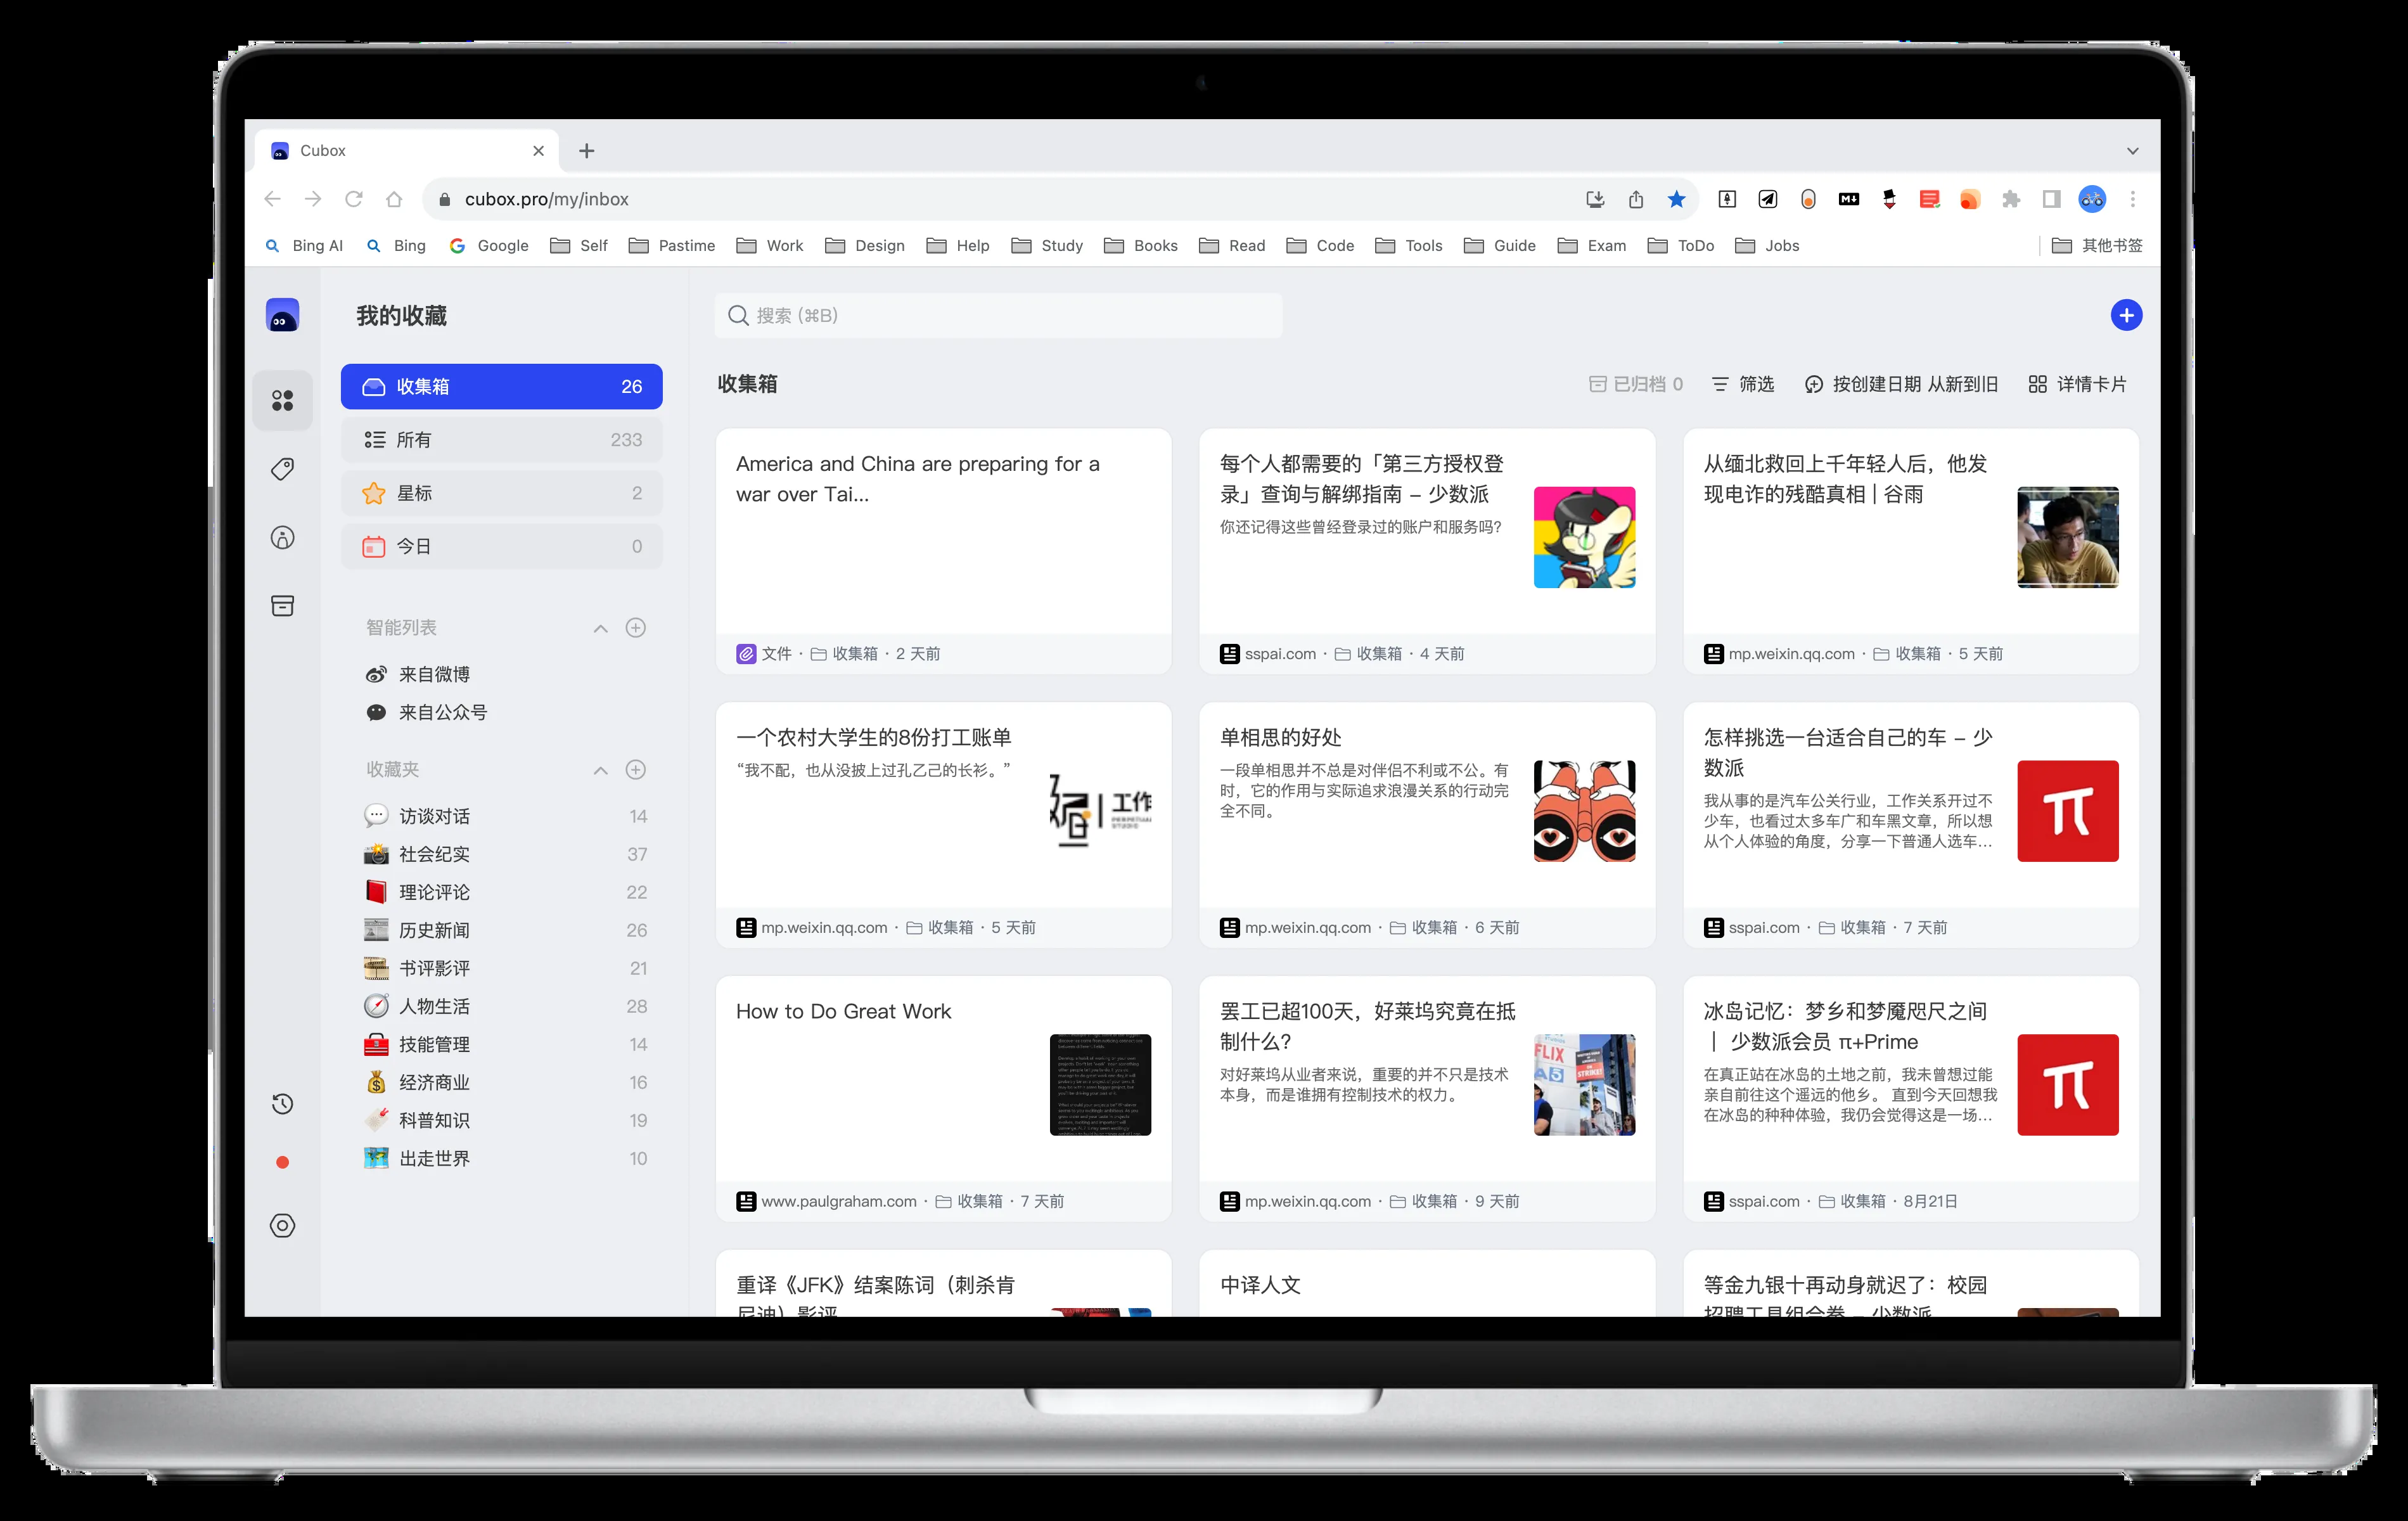 Cubox
cubox.pro/my/inbox
Bing AI Bing Google Self Pastime Work Design Help Study Books Read Code Tools Guide Exam ToDo Jobs 其他书签
我的收藏
收集箱 26
所有 233
星标 2
今日 0
智能列表
来自微博
来自公众号
收藏夹
访谈对话 14
社会纪实 37
理论评论 22
历史新闻 26
书评影评 21
人物生活 28
技能管理 14
经济商业 16
科普知识 19
出走世界 10
搜索 (⌘B)
收集箱
已归档 0 筛选 按创建日期 从新到旧 详情卡片
America and China are preparing for a
war over Tai...
文件 · 收集箱 · 2 天前
每个人都需要的「第三方授权登
录」查询与解绑指南 – 少数派
你还记得这些曾经登录过的账户和服务吗?
sspai.com · 收集箱 · 4 天前
从缅北救回上千年轻人后，他发
现电诈的残酷真相 | 谷雨
mp.weixin.qq.com · 收集箱 · 5 天前
一个农村大学生的8份打工账单
“我不配，也从没披上过孔乙己的长衫。”
工作
mp.weixin.qq.com · 收集箱 · 5 天前
单相思的好处
一段单相思并不总是对伴侣不利或不公。有
时，它的作用与实际追求浪漫关系的行动完
全不同。
mp.weixin.qq.com · 收集箱 · 6 天前
怎样挑选一台适合自己的车 – 少
数派
我从事的是汽车公关行业，工作关系开过不
少车，也看过太多车广和车黑文章，所以想
从个人体验的角度，分享一下普通人选车...
π
sspai.com · 收集箱 · 7 天前
How to Do Great Work
www.paulgraham.com · 收集箱 · 7 天前
罢工已超100天，好莱坞究竟在抵
制什么?
对好莱坞从业者来说，重要的并不只是技术
本身，而是谁拥有控制技术的权力。
FLIX
STRIKE!
mp.weixin.qq.com · 收集箱 · 9 天前
冰岛记忆：梦乡和梦魇咫尺之间
| 少数派会员 π+Prime
在真正站在冰岛的土地之前，我未曾想过能
亲自前往这个遥远的他乡。 直到今天回想我
在冰岛的种种体验，我仍会觉得这是一场...
π
sspai.com · 收集箱 · 8月21日
重译《JFK》结案陈词（刺杀肯
尼迪）影评
中译人文
等金九银十再动身就迟了：校园
招聘工具组合拳 – 少数派